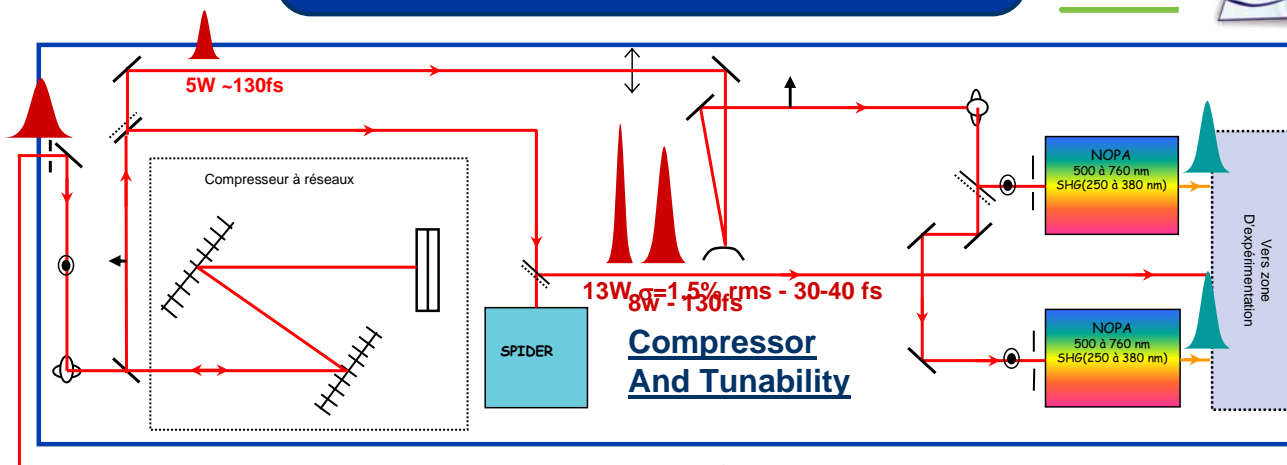 5W ~130fs
Compresseur à réseaux
NOPA
500 à 760 nm
SHG(250 à 380 nm)
Vers zone
D'expérimentation
13W σ=1,5% rms - 30-40 fs
8w - 130fs
SPIDER
Compressor
And Tunability
NOPA
500 à 760 nm
SHG(250 à 380 nm)